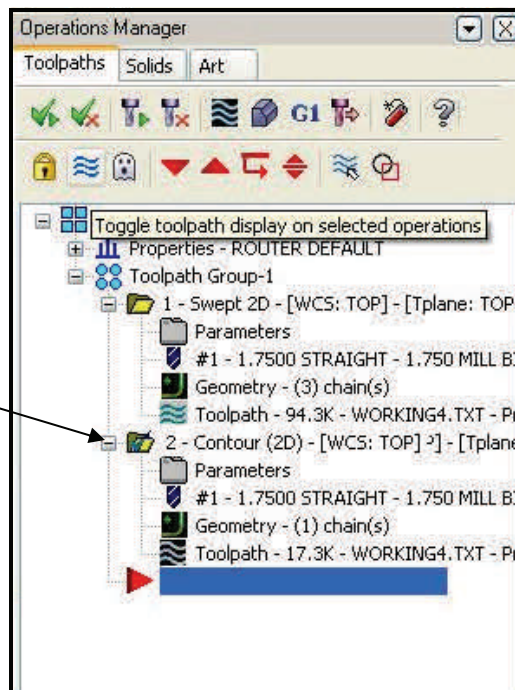 Operations Manager
Toolpaths Solids Art
G1
Toggle toolpath display on selected operations
Properties - ROUTER DEFAULT
Toolpath Group-1
1 - Swept 2D - [WCS: TOP] - [Tplane: TOP
Parameters
#1 - 1.7500 STRAIGHT - 1.750 MILL B
Geometry - (3) chain(s)
Toolpath - 94.3K - WORKING4.TXT - Pr
2 - Contour (2D) - [WCS: TOP] ²] - [Tplane
Parameters
#1 - 1.7500 STRAIGHT - 1.750 MILL B
Geometry - (1) chain(s)
Toolpath - 17.3K - WORKING4.TXT - Pr